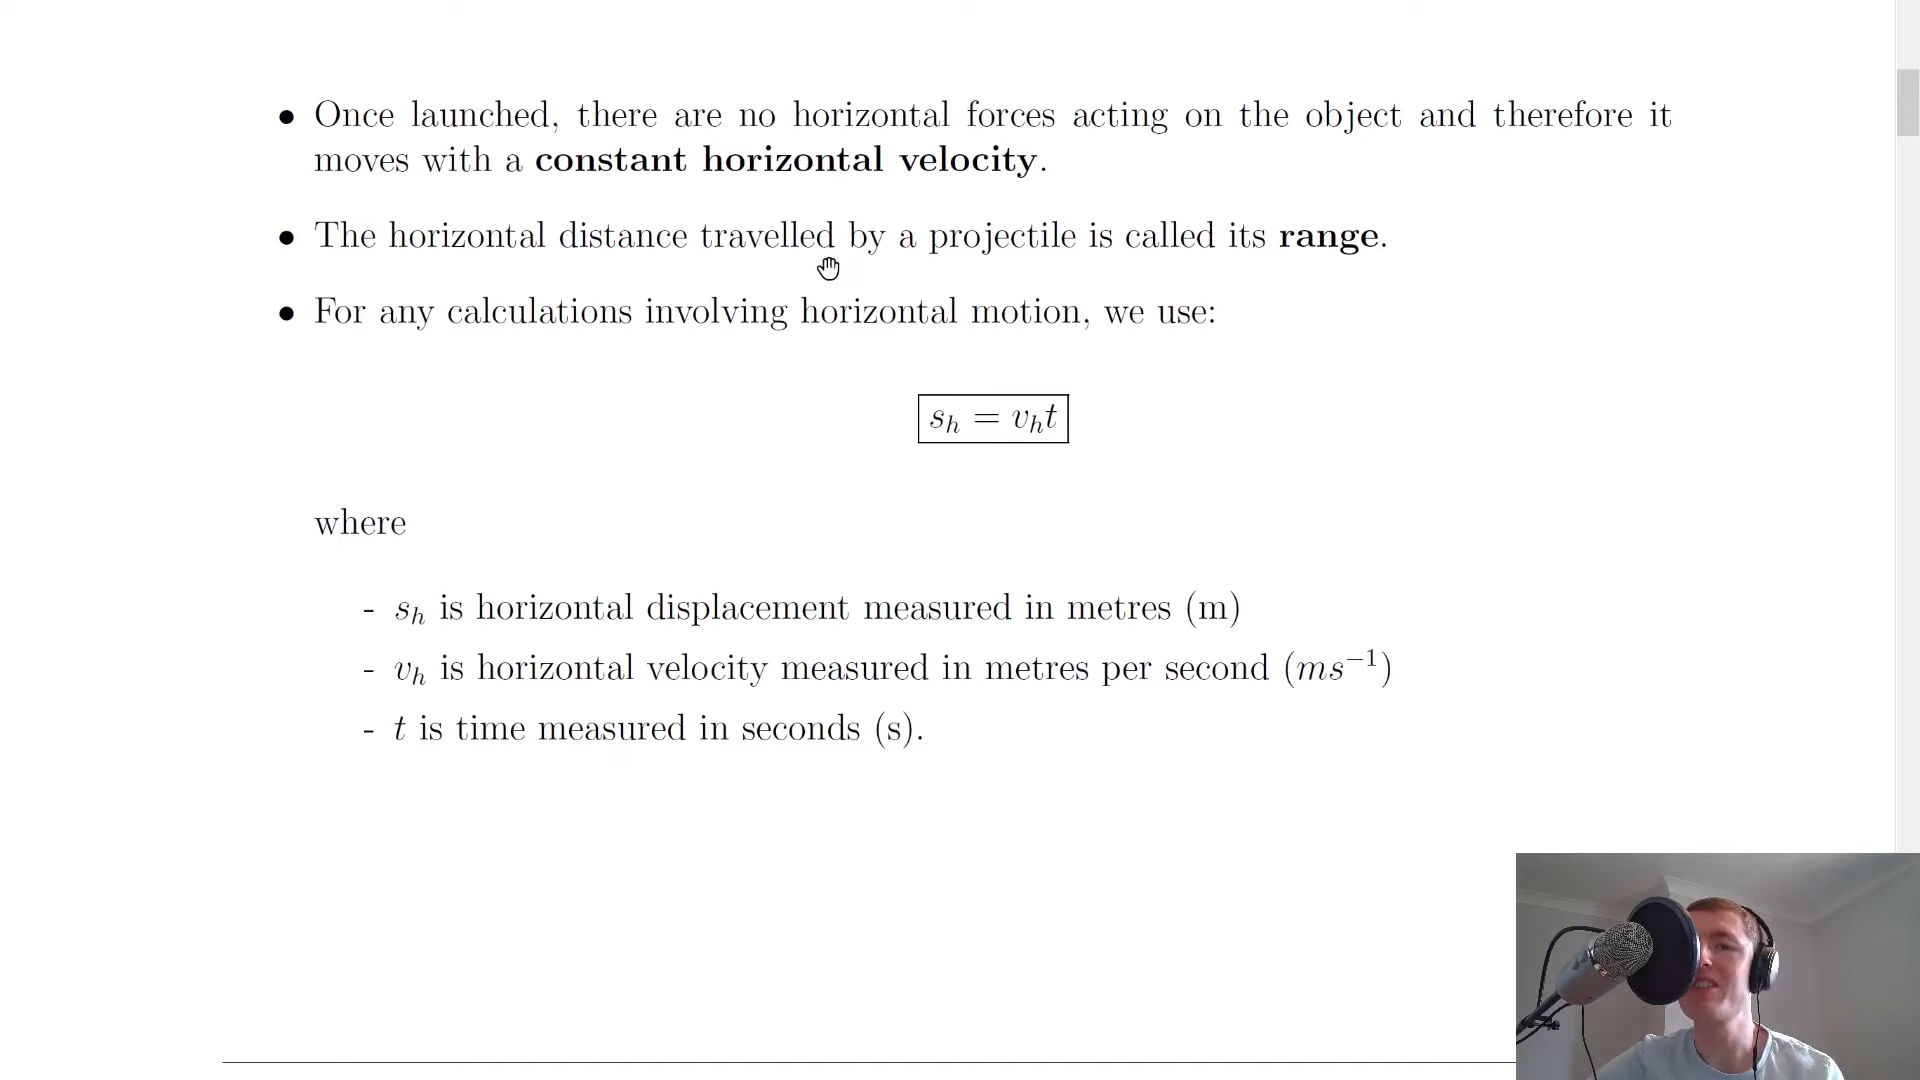 • Once launched, there are no horizontal forces acting on the object and therefore it
moves with a constant horizontal velocity.
• The horizontal distance travelled by a projectile is called its range.
• For any calculations involving horizontal motion, we use:
s_h = v_h t
where
- s_h is horizontal displacement measured in metres (m)
- v_h is horizontal velocity measured in metres per second (ms⁻¹)
- t is time measured in seconds (s).